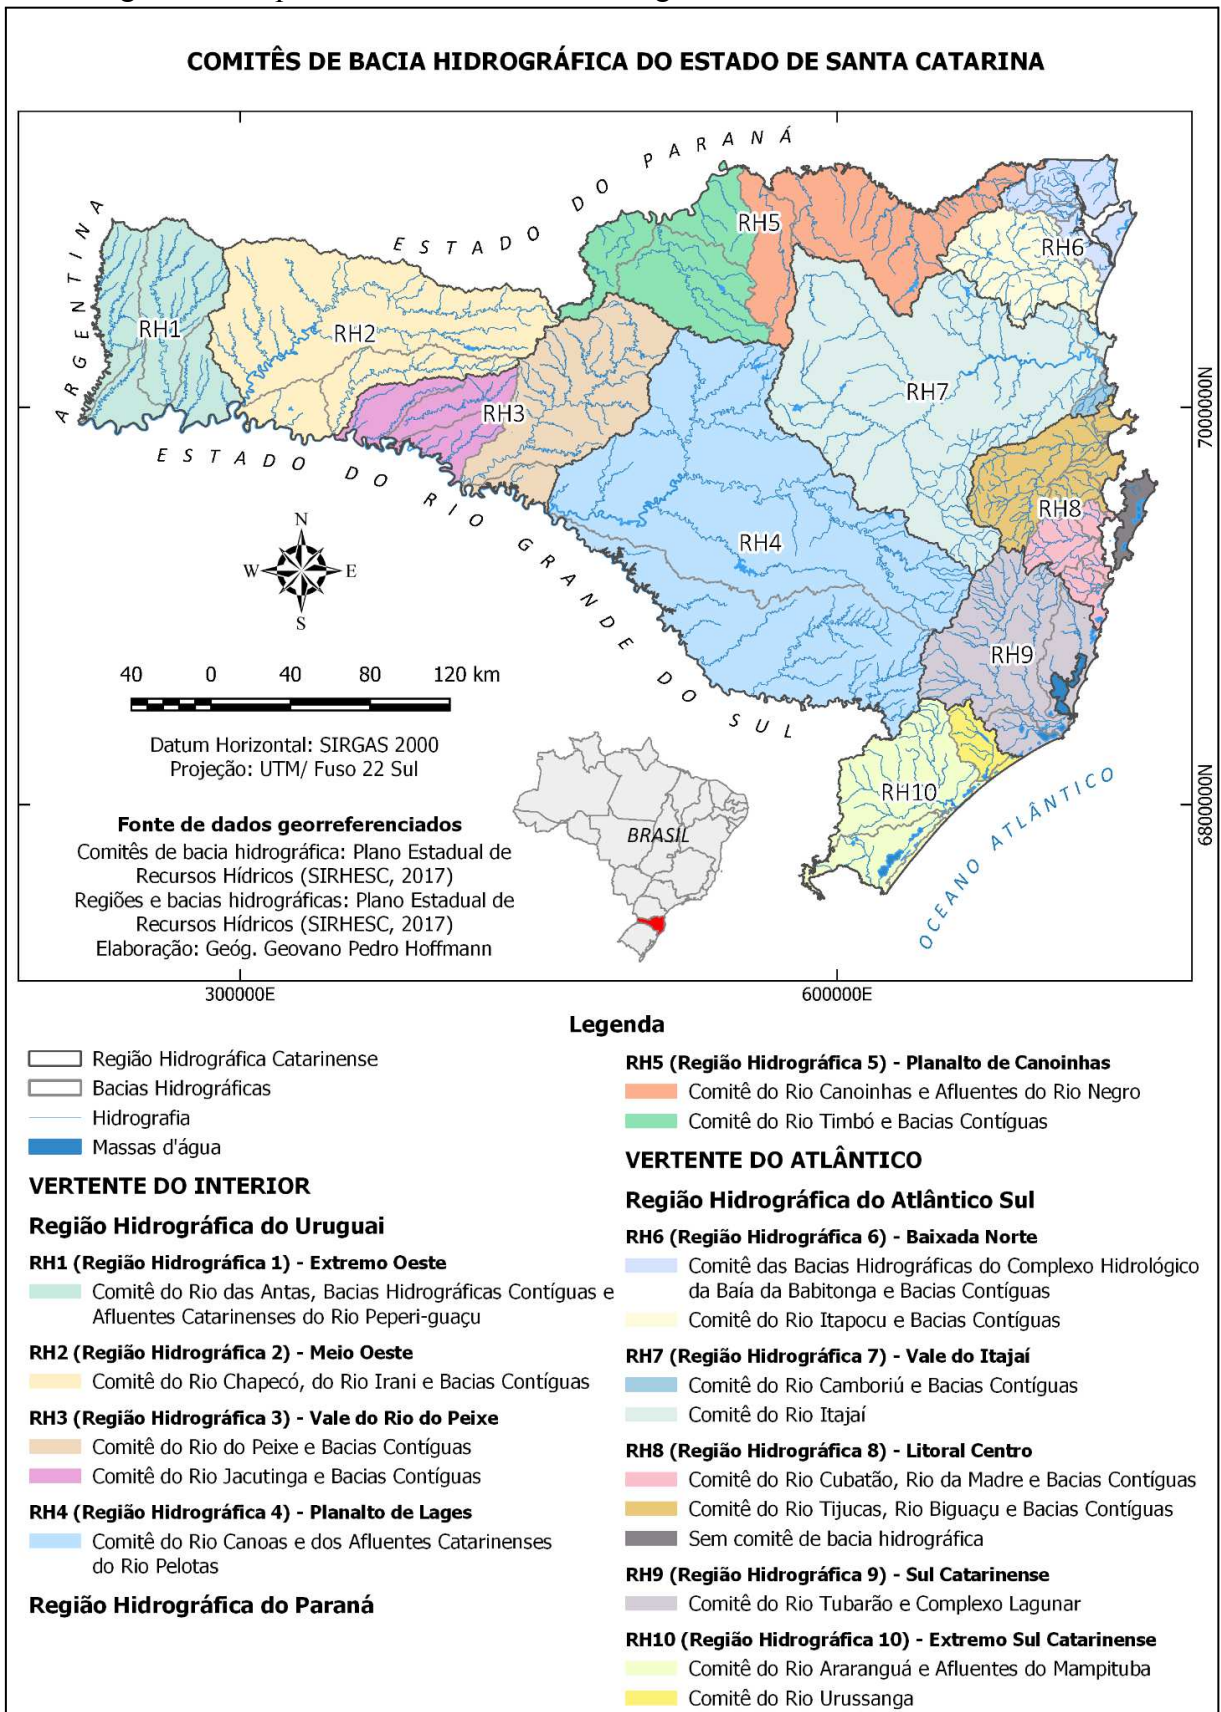 COMITÊS DE BACIA HIDROGRÁFICA DO ESTADO DE SANTA CATARINA
ARGENTINA
ESTADO DO PARANÁ
ESTADO DO RIO GRANDE DO SUL
OCEANO ATLÂNTICO
RH1
RH2
RH3
RH4
RH5
RH6
RH7
RH8
RH9
RH10
7000000N
6800000N
300000E
600000E
N
W
E
S
40 0 40 80 120 km
Datum Horizontal: SIRGAS 2000
Projeção: UTM/ Fuso 22 Sul
Fonte de dados georreferenciados
Comitês de bacia hidrográfica: Plano Estadual de
Recursos Hídricos (SIRHESC, 2017)
Regiões e bacias hidrográficas: Plano Estadual de
Recursos Hídricos (SIRHESC, 2017)
Elaboração: Geóg. Geovano Pedro Hoffmann
BRASIL
Legenda
Região Hidrográfica Catarinense
Bacias Hidrográficas
Hidrografia
Massas d'água
VERTENTE DO INTERIOR
Região Hidrográfica do Uruguai
RH1 (Região Hidrográfica 1) - Extremo Oeste
Comitê do Rio das Antas, Bacias Hidrográficas Contíguas e
Afluentes Catarinenses do Rio Peperi-guaçu
RH2 (Região Hidrográfica 2) - Meio Oeste
Comitê do Rio Chapecó, do Rio Irani e Bacias Contíguas
RH3 (Região Hidrográfica 3) - Vale do Rio do Peixe
Comitê do Rio do Peixe e Bacias Contíguas
Comitê do Rio Jacutinga e Bacias Contíguas
RH4 (Região Hidrográfica 4) - Planalto de Lages
Comitê do Rio Canoas e dos Afluentes Catarinenses
do Rio Pelotas
Região Hidrográfica do Paraná
RH5 (Região Hidrográfica 5) - Planalto de Canoinhas
Comitê do Rio Canoinhas e Afluentes do Rio Negro
Comitê do Rio Timbó e Bacias Contíguas
VERTENTE DO ATLÂNTICO
Região Hidrográfica do Atlântico Sul
RH6 (Região Hidrográfica 6) - Baixada Norte
Comitê das Bacias Hidrográficas do Complexo Hidrológico
da Baía da Babitonga e Bacias Contíguas
Comitê do Rio Itapocu e Bacias Contíguas
RH7 (Região Hidrográfica 7) - Vale do Itajaí
Comitê do Rio Camboriú e Bacias Contíguas
Comitê do Rio Itajaí
RH8 (Região Hidrográfica 8) - Litoral Centro
Comitê do Rio Cubatão, Rio da Madre e Bacias Contíguas
Comitê do Rio Tijucas, Rio Biguaçu e Bacias Contíguas
Sem comitê de bacia hidrográfica
RH9 (Região Hidrográfica 9) - Sul Catarinense
Comitê do Rio Tubarão e Complexo Lagunar
RH10 (Região Hidrográfica 10) - Extremo Sul Catarinense
Comitê do Rio Araranguá e Afluentes do Mampituba
Comitê do Rio Urussanga